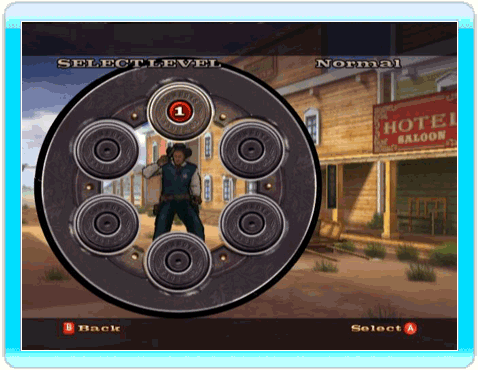 SELECT LEVEL
Normal
1
HOTEL
SALOON
B Back
Select A